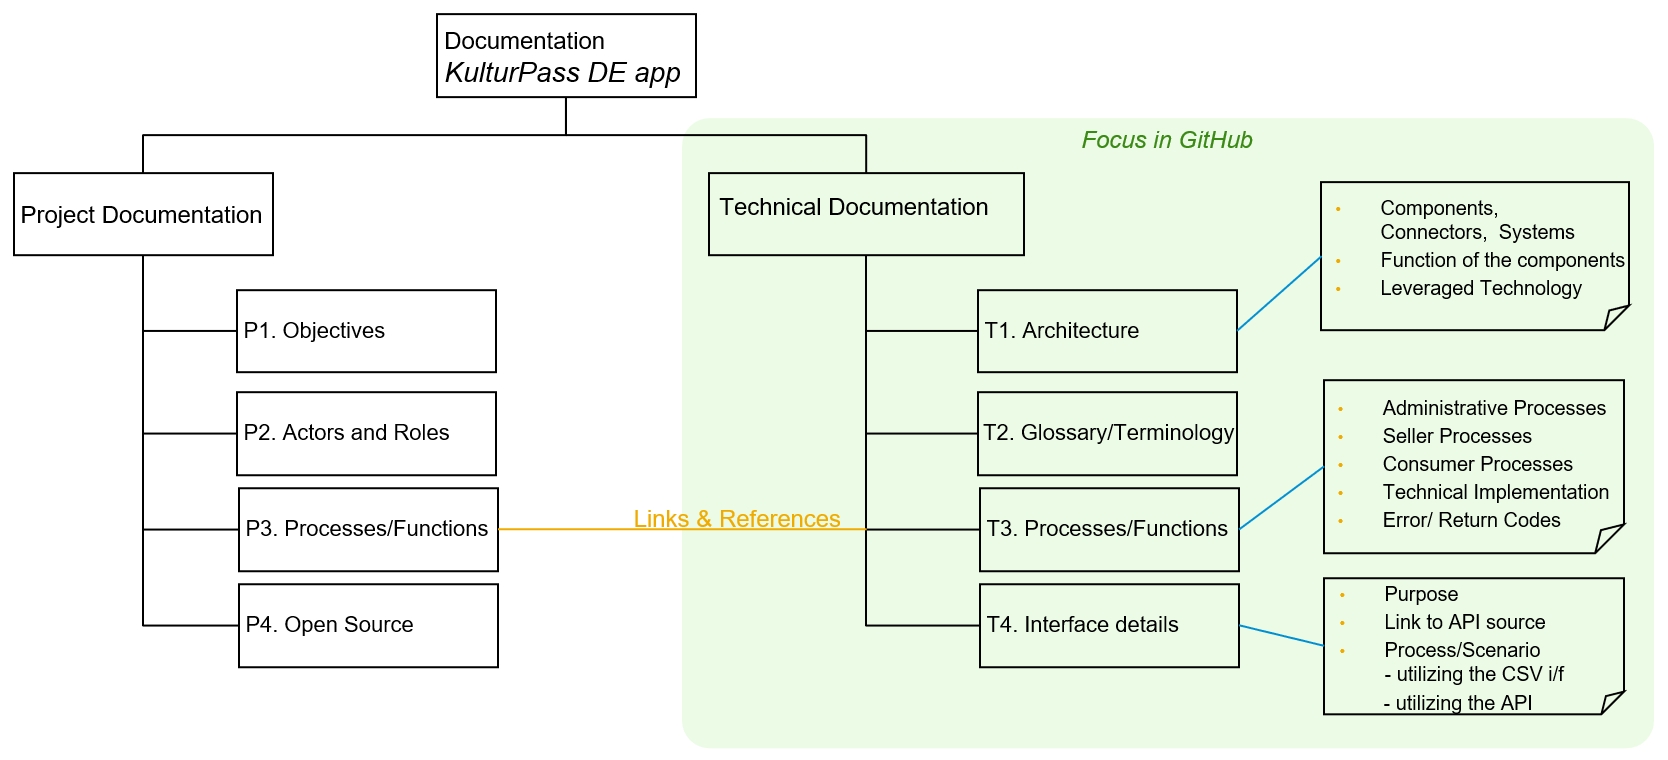 Documentation
KulturPass DE app
Focus in GitHub
Project Documentation
Technical Documentation
P1. Objectives
P2. Actors and Roles
P3. Processes/Functions
P4. Open Source
Links & References
T1. Architecture
T2. Glossary/Terminology
T3. Processes/Functions
T4. Interface details
• Components,
Connectors, Systems
• Function of the components
• Leveraged Technology
• Administrative Processes
• Seller Processes
• Consumer Processes
• Technical Implementation
• Error/ Return Codes
• Purpose
• Link to API source
• Process/Scenario
- utilizing the CSV i/f
- utilizing the API